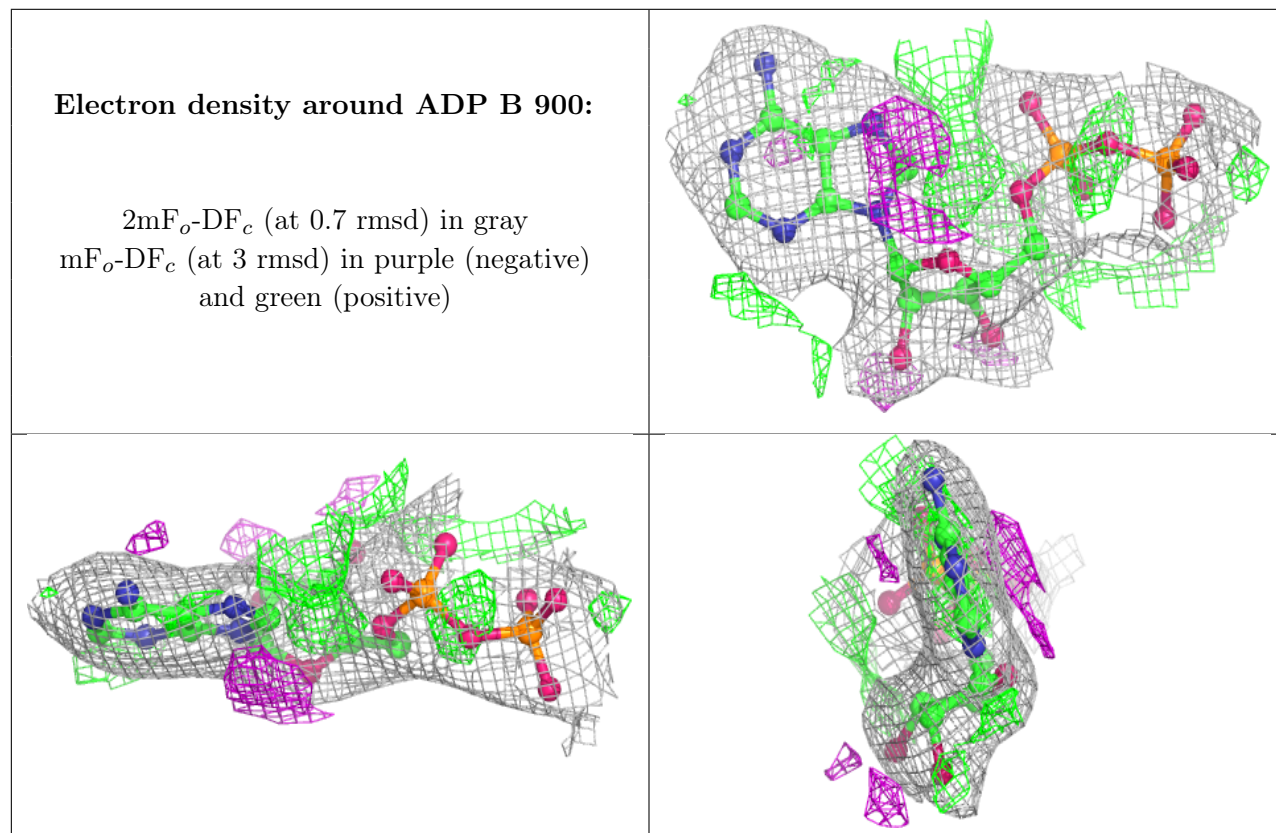 Electron density around ADP B 900:
2mFo-DFc (at 0.7 rmsd) in gray
mFo-DFc (at 3 rmsd) in purple (negative)
and green (positive)